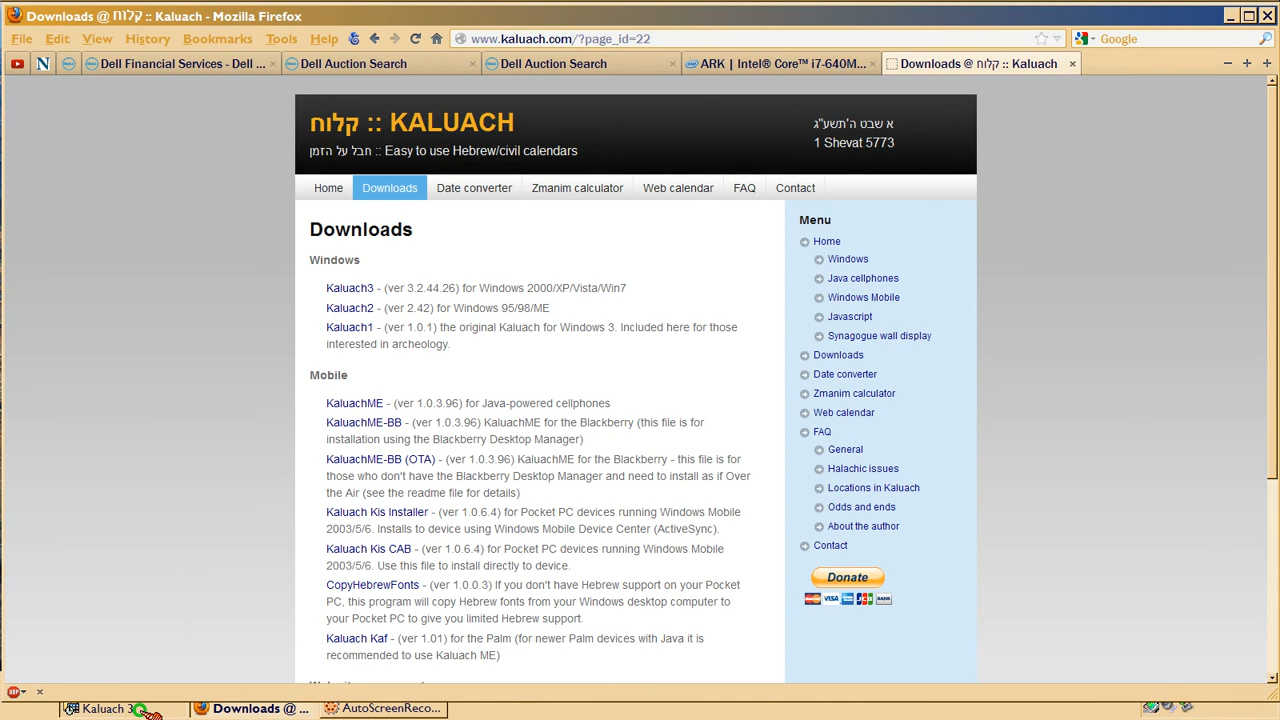 Downloads @ קלוח :: Kaluach - Mozilla Firefox
File Edit View History Bookmarks Tools Help www.kaluach.com/?page_id=22 Google
Dell Financial Services - Dell ... Dell Auction Search Dell Auction Search ARK | Intel® Core™ i7-640M... Downloads @ קלוח :: Kaluach
קלוח :: KALUACH
חבל על הזמן :: Easy to use Hebrew/civil calendars
א שבט ה'תשע"ג
1 Shevat 5773
Home Downloads Date converter Zmanim calculator Web calendar FAQ Contact
Downloads
Windows
Kaluach3 - (ver 3.2.44.26) for Windows 2000/XP/Vista/Win7
Kaluach2 - (ver 2.42) for Windows 95/98/ME
Kaluach1 - (ver 1.0.1) the original Kaluach for Windows 3. Included here for those
interested in archeology.
Mobile
KaluachME - (ver 1.0.3.96) for Java-powered cellphones
KaluachME-BB - (ver 1.0.3.96) KaluachME for the Blackberry (this file is for
installation using the Blackberry Desktop Manager)
KaluachME-BB (OTA) - (ver 1.0.3.96) KaluachME for the Blackberry - this file is for
those who don't have the Blackberry Desktop Manager and need to install as if Over
the Air (see the readme file for details)
Kaluach Kis Installer - (ver 1.0.6.4) for Pocket PC devices running Windows Mobile
2003/5/6. Installs to device using Windows Mobile Device Center (ActiveSync).
Kaluach Kis CAB - (ver 1.0.6.4) for Pocket PC devices running Windows Mobile
2003/5/6. Use this file to install directly to device.
CopyHebrewFonts - (ver 1.0.0.3) If you don't have Hebrew support on your Pocket
PC, this program will copy Hebrew fonts from your Windows desktop computer to
your Pocket PC to give you limited Hebrew support.
Kaluach Kaf - (ver 1.01) for the Palm (for newer Palm devices with Java it is
recommended to use Kaluach ME)
Menu
Home
Windows
Java cellphones
Windows Mobile
Javascript
Synagogue wall display
Downloads
Date converter
Zmanim calculator
Web calendar
FAQ
General
Halachic issues
Locations in Kaluach
Odds and ends
About the author
Contact
Donate
VISA JCB BANK
ABP
Kaluach 3 Downloads @ ... AutoScreenReco...